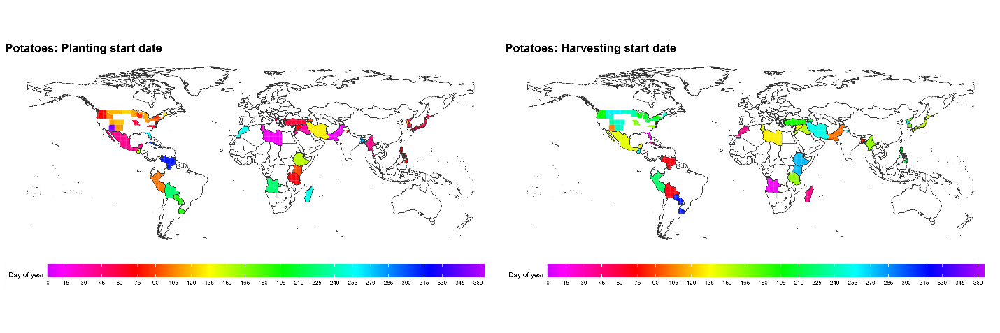 Potatoes: Planting start date
Potatoes: Harvesting start date
Day of year
0 15 30 45 60 75 90 105 120 135 150 165 180 195 210 225 240 255 270 285 300 315 330 345 360
Day of year
0 15 30 45 60 75 90 105 120 135 150 165 180 195 210 225 240 255 270 285 300 315 330 345 360